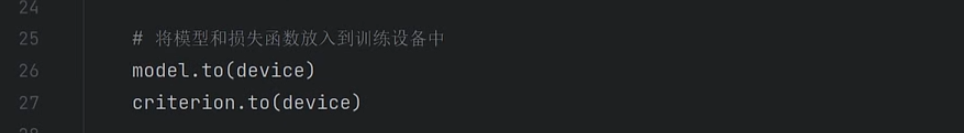 24
25 # 将模型和损失函数放入到训练设备中
26 model.to(device)
27 criterion.to(device)
28